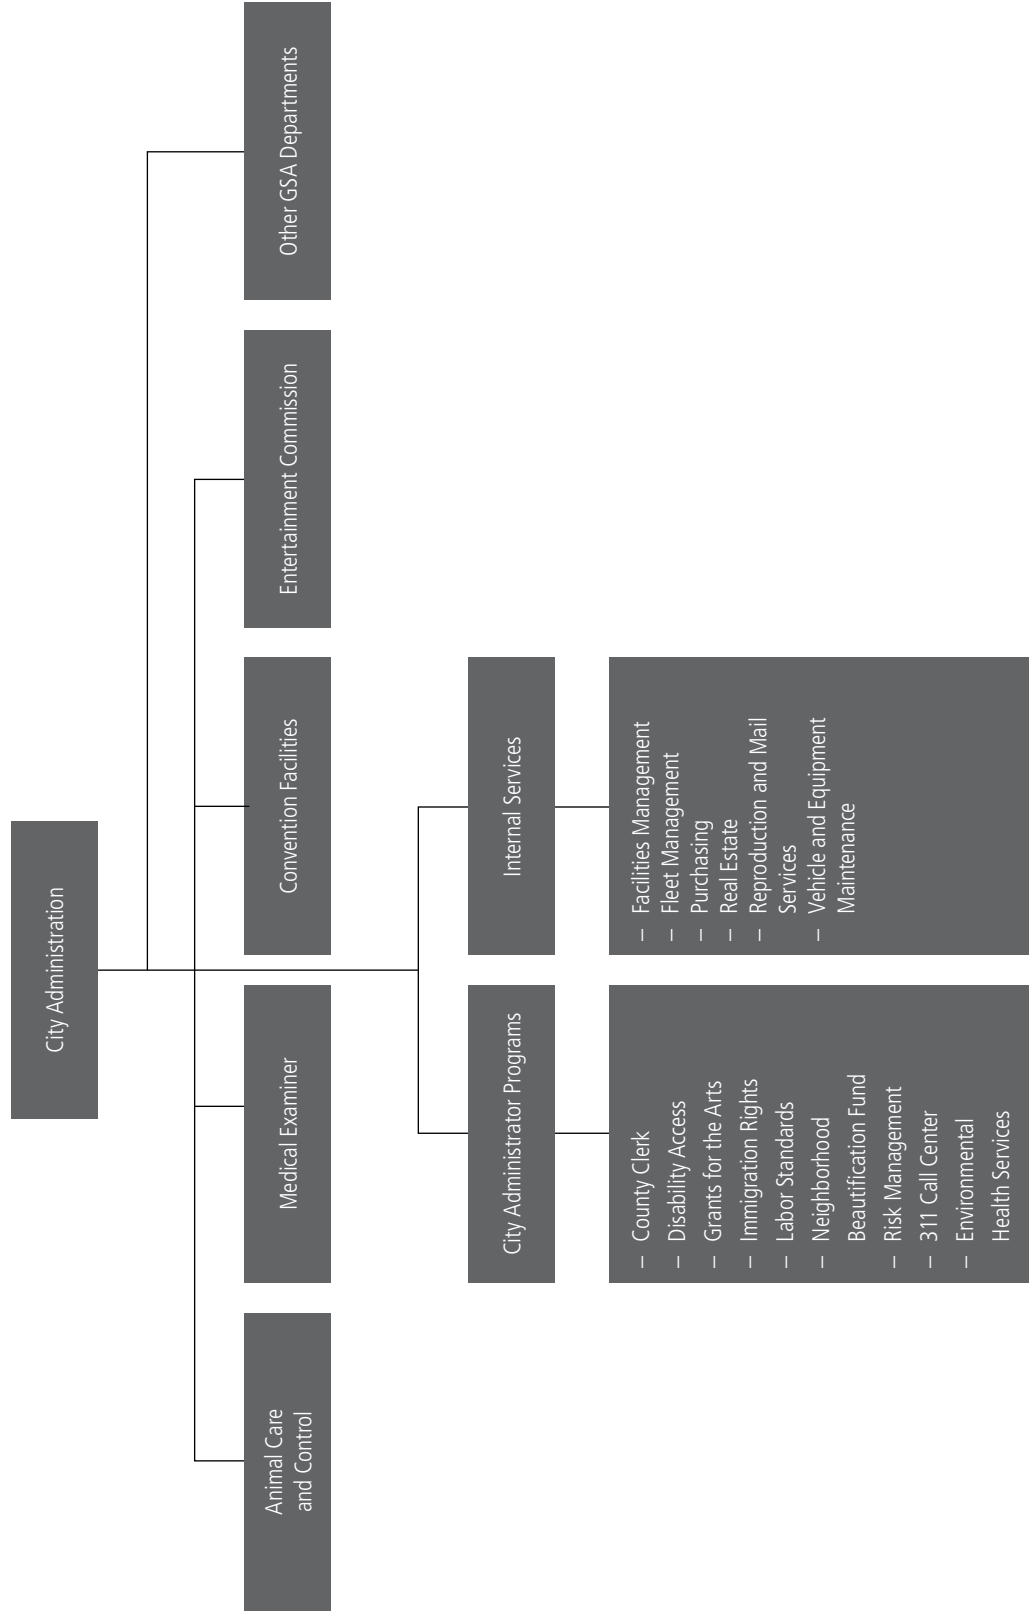 City Administration
Animal Care
and Control
Medical Examiner
Convention Facilities
Entertainment Commission
Other GSA Departments
City Administrator Programs
Internal Services
– County Clerk
– Disability Access
– Grants for the Arts
– Immigration Rights
– Labor Standards
– Neighborhood
Beautification Fund
– Risk Management
– 311 Call Center
– Environmental
Health Services
– Facilities Management
– Fleet Management
– Purchasing
– Real Estate
– Reproduction and Mail
Services
– Vehicle and Equipment
Maintenance